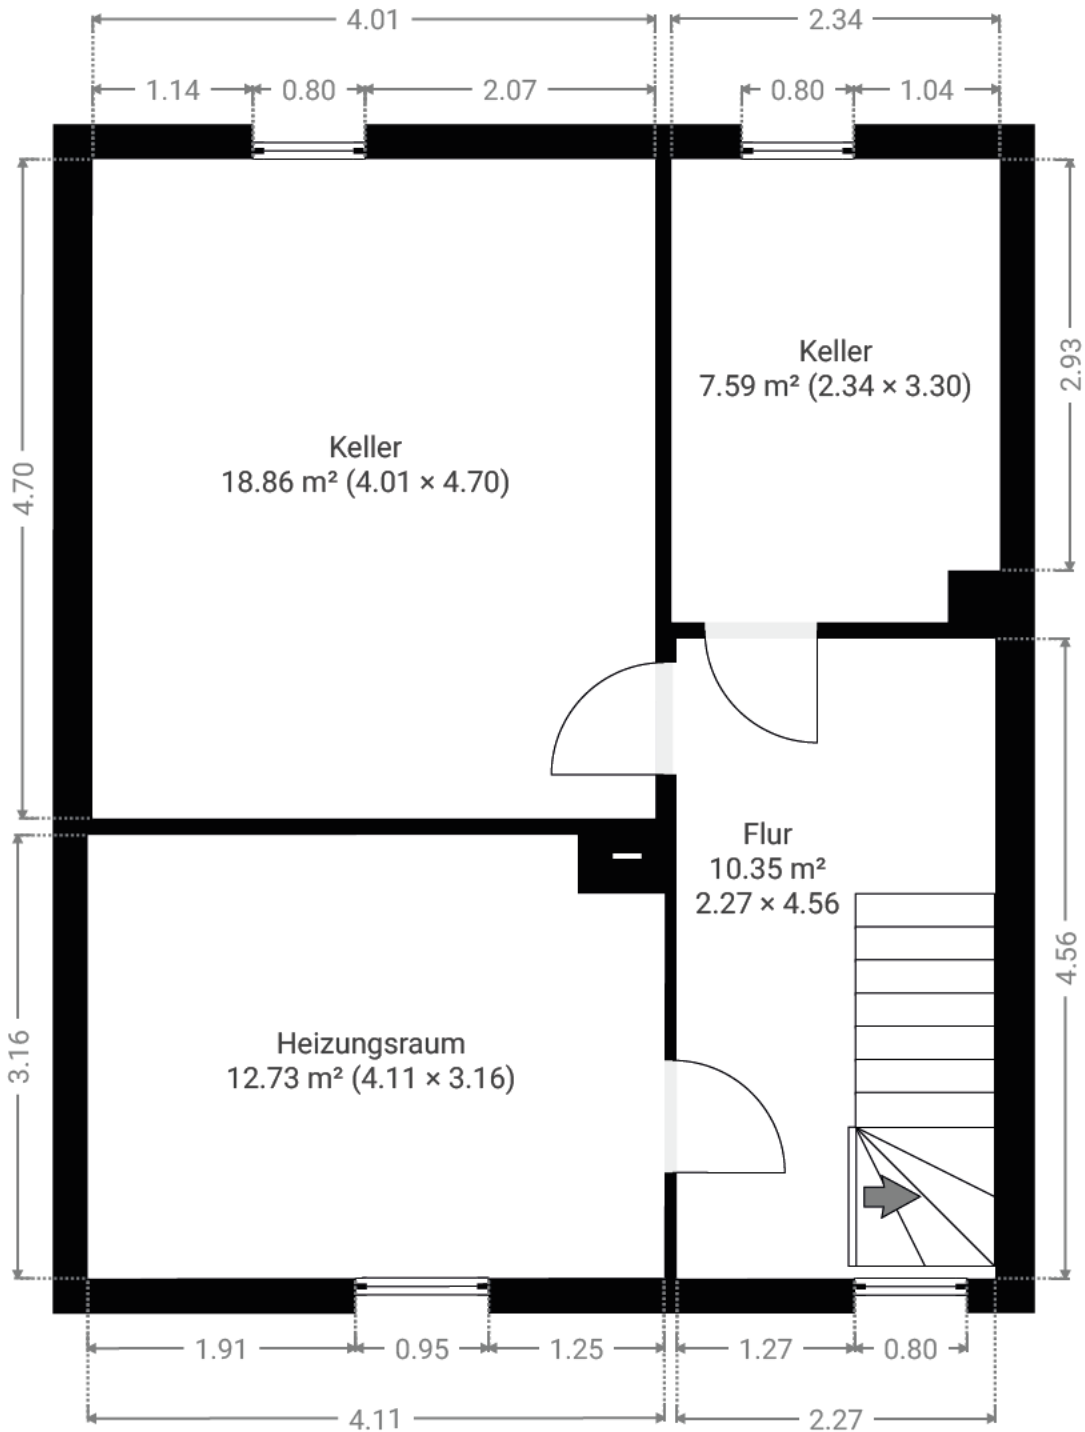 4.01
2.34
1.14
0.80
2.07
0.80
1.04
2.93
Keller
7.59 m² (2.34 × 3.30)
Keller
18.86 m² (4.01 × 4.70)
4.70
Flur
10.35 m²
2.27 × 4.56
4.56
Heizungsraum
12.73 m² (4.11 × 3.16)
3.16
1.91
0.95
1.25
1.27
0.80
4.11
2.27